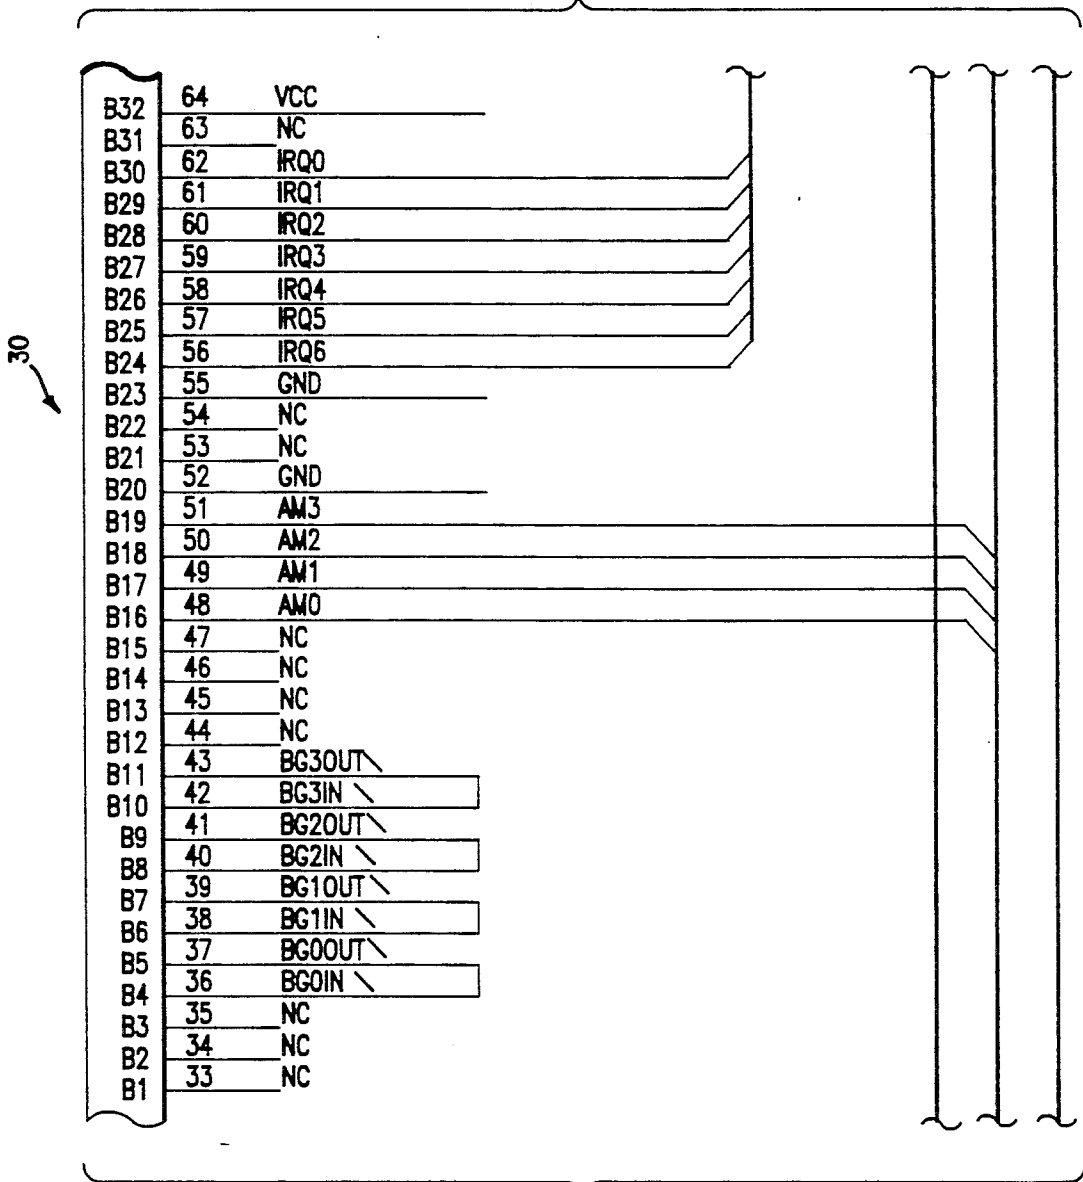 B32 64 VCC
B31 63 NC
B30 62 IRQ0
B29 61 IRQ1
B28 60 IRQ2
B27 59 IRQ3
B26 58 IRQ4
B25 57 IRQ5
B24 56 IRQ6
B23 55 GND
B22 54 NC
B21 53 NC
B20 52 GND
B19 51 AM3
B18 50 AM2
B17 49 AM1
B16 48 AM0
B15 47 NC
B14 46 NC
B13 45 NC
B12 44 NC
B11 43 BG3OUT\
B10 42 BG3IN \
B9 41 BG2OUT\
B8 40 BG2IN \
B7 39 BG1OUT\
B6 38 BG1IN \
B5 37 BG0OUT\
B4 36 BG0IN \
B3 35 NC
B2 34 NC
B1 33 NC
30